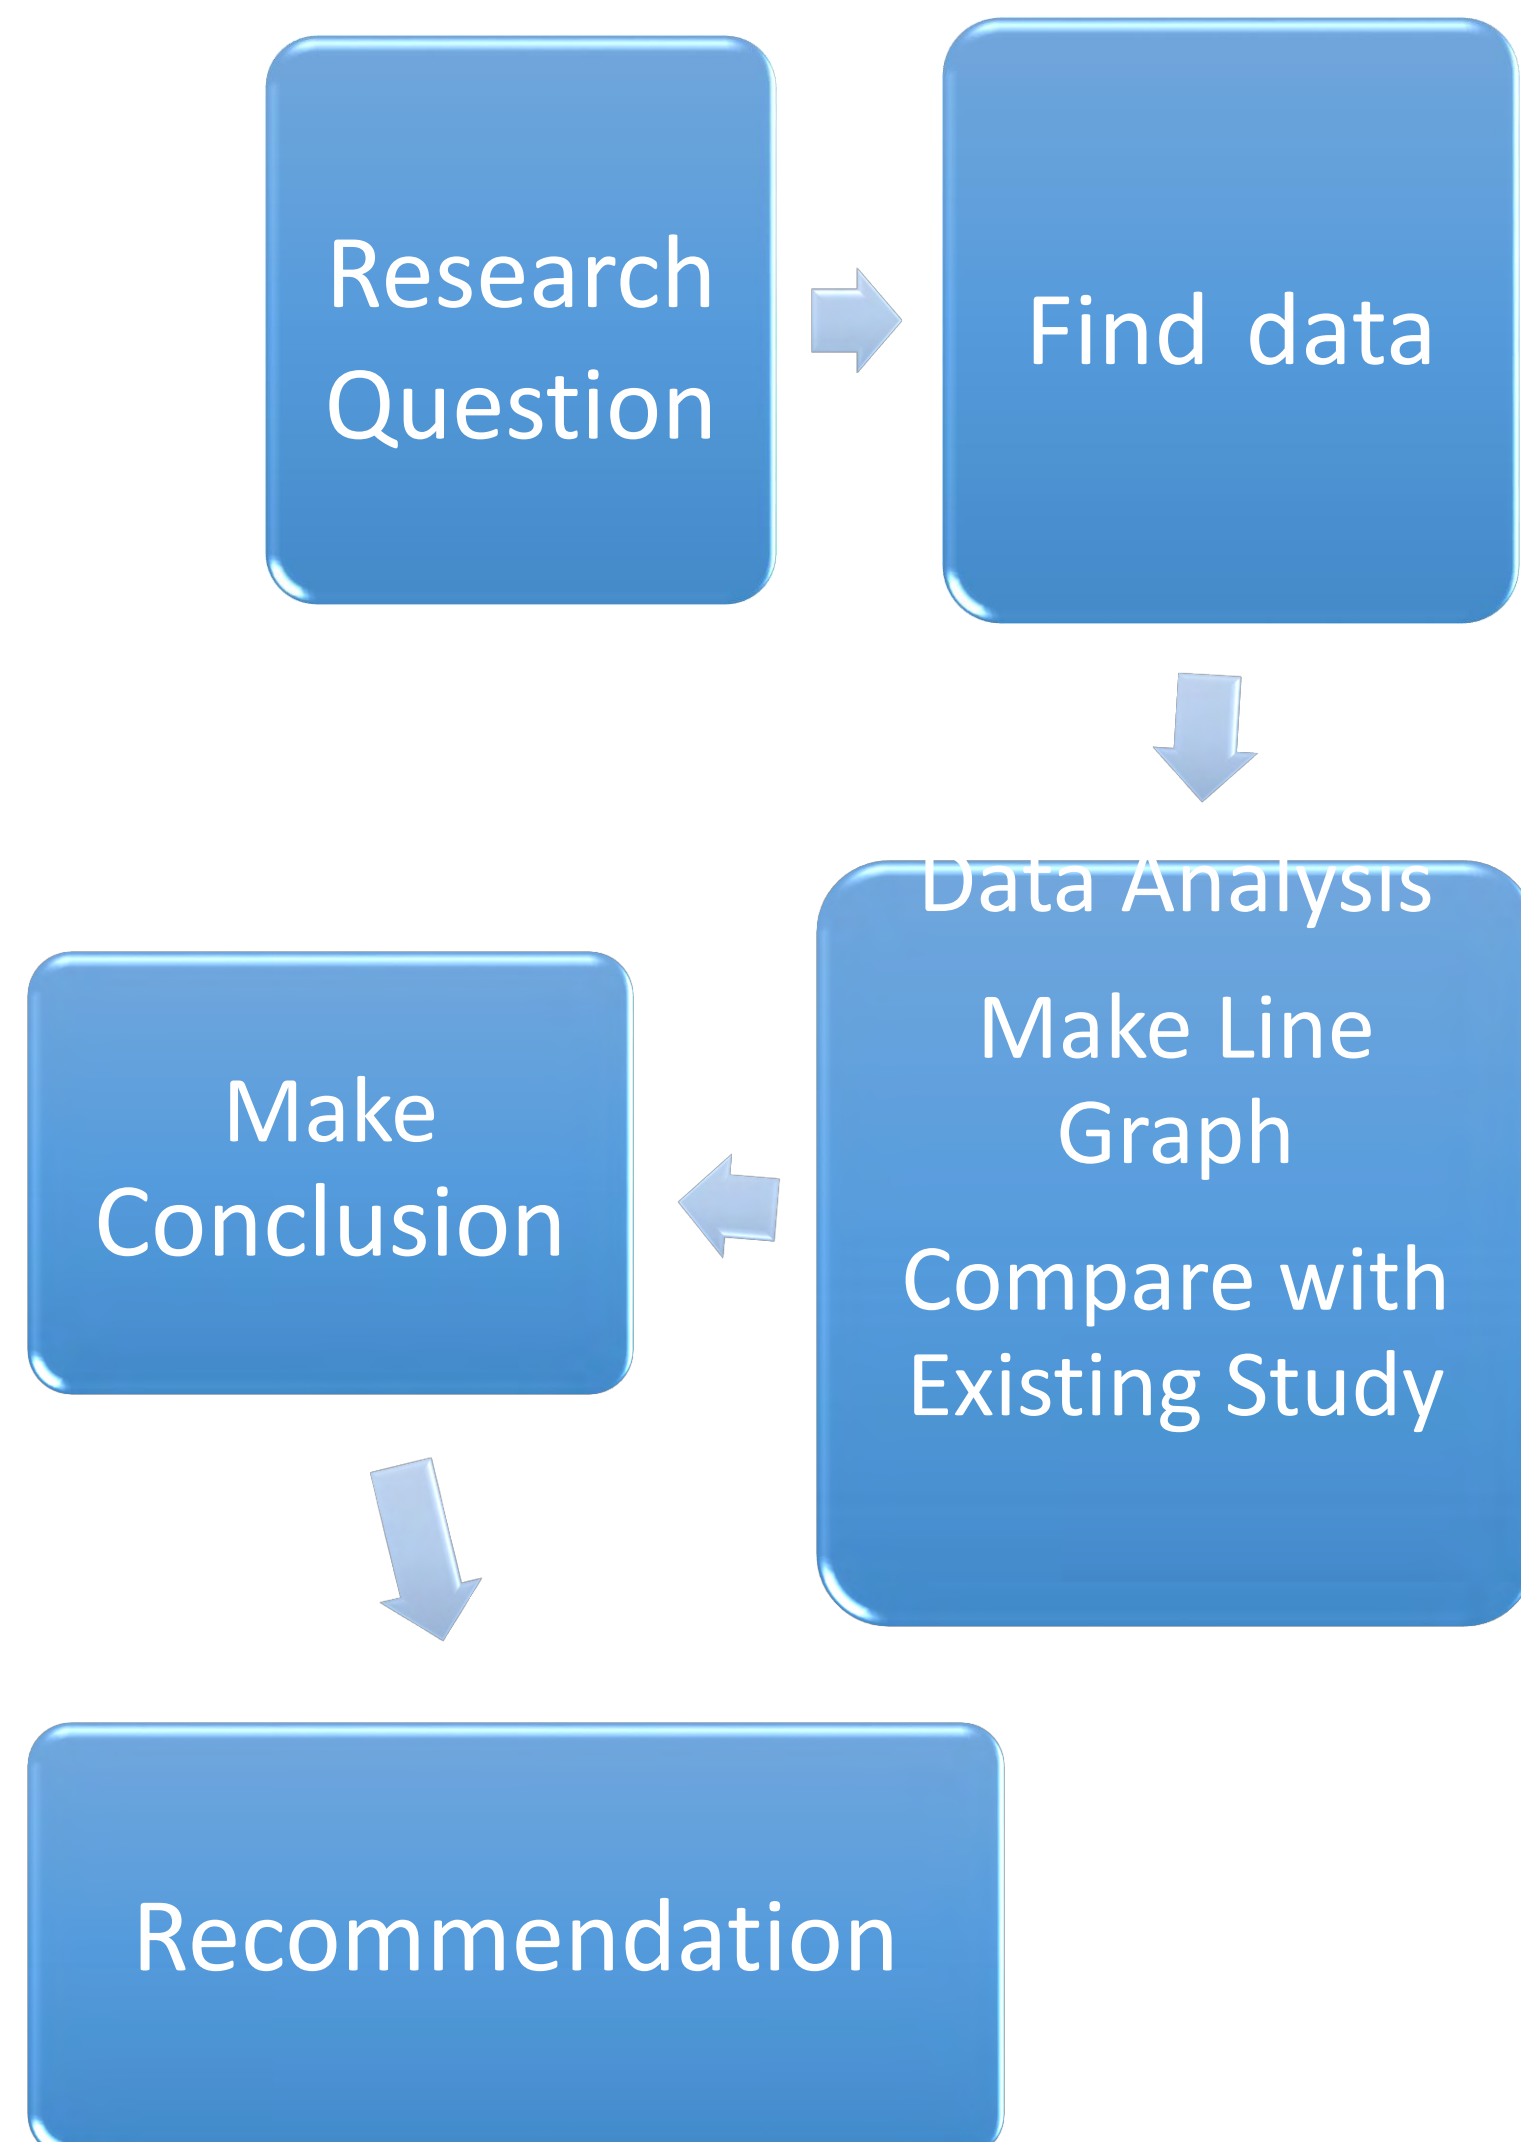 Research
Question
Find data
Data Analysis
Make Line
Graph
Compare with
Existing Study
Make
Conclusion
Recommendation